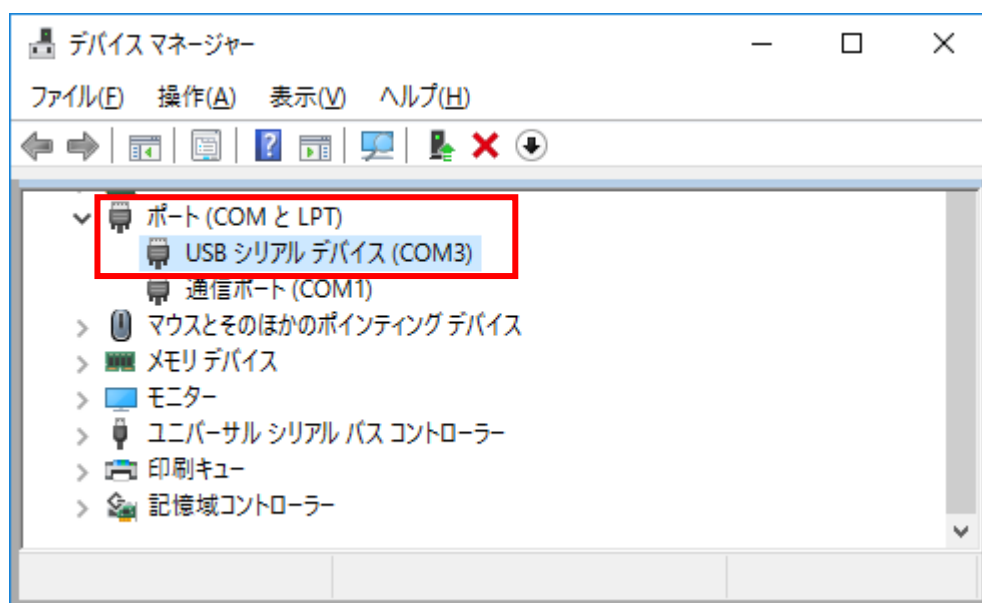 デバイス マネージャー
ファイル(F) 操作(A) 表示(V) ヘルプ(H)
ポート (COM と LPT)
USB シリアル デバイス (COM3)
通信ポート (COM1)
マウスとそのほかのポインティング デバイス
メモリ デバイス
モニター
ユニバーサル シリアル バス コントローラー
印刷キュー
記憶域コントローラー